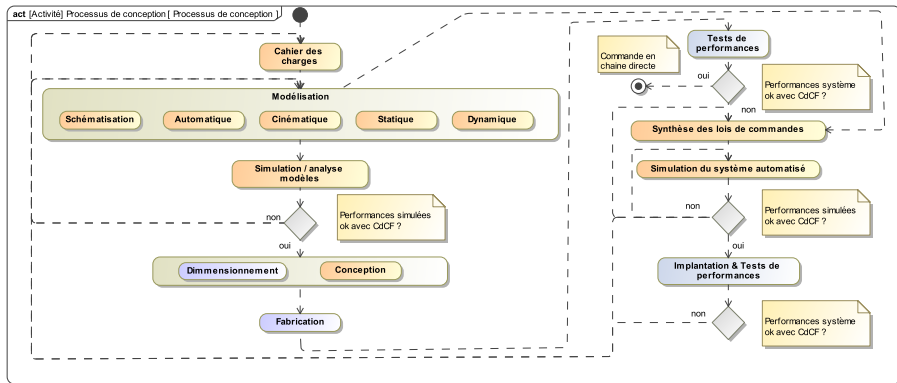 act [Activité] Processus de conception [ Processus de conception ]
Cahier des
charges
Modélisation
Schématisation
Automatique
Cinématique
Statique
Dynamique
Simulation / analyse
modèles
non
Performances simulées
ok avec CdCF ?
oui
Dimmensionnement
Conception
Fabrication
Tests de
performances
Commande en
chaine directe
oui
Performances système
ok avec CdCF ?
non
Synthèse des lois de commandes
Simulation du système automatisé
non
Performances simulées
ok avec CdCF ?
oui
Implantation & Tests de
performances
non
Performances système
ok avec CdCF ?